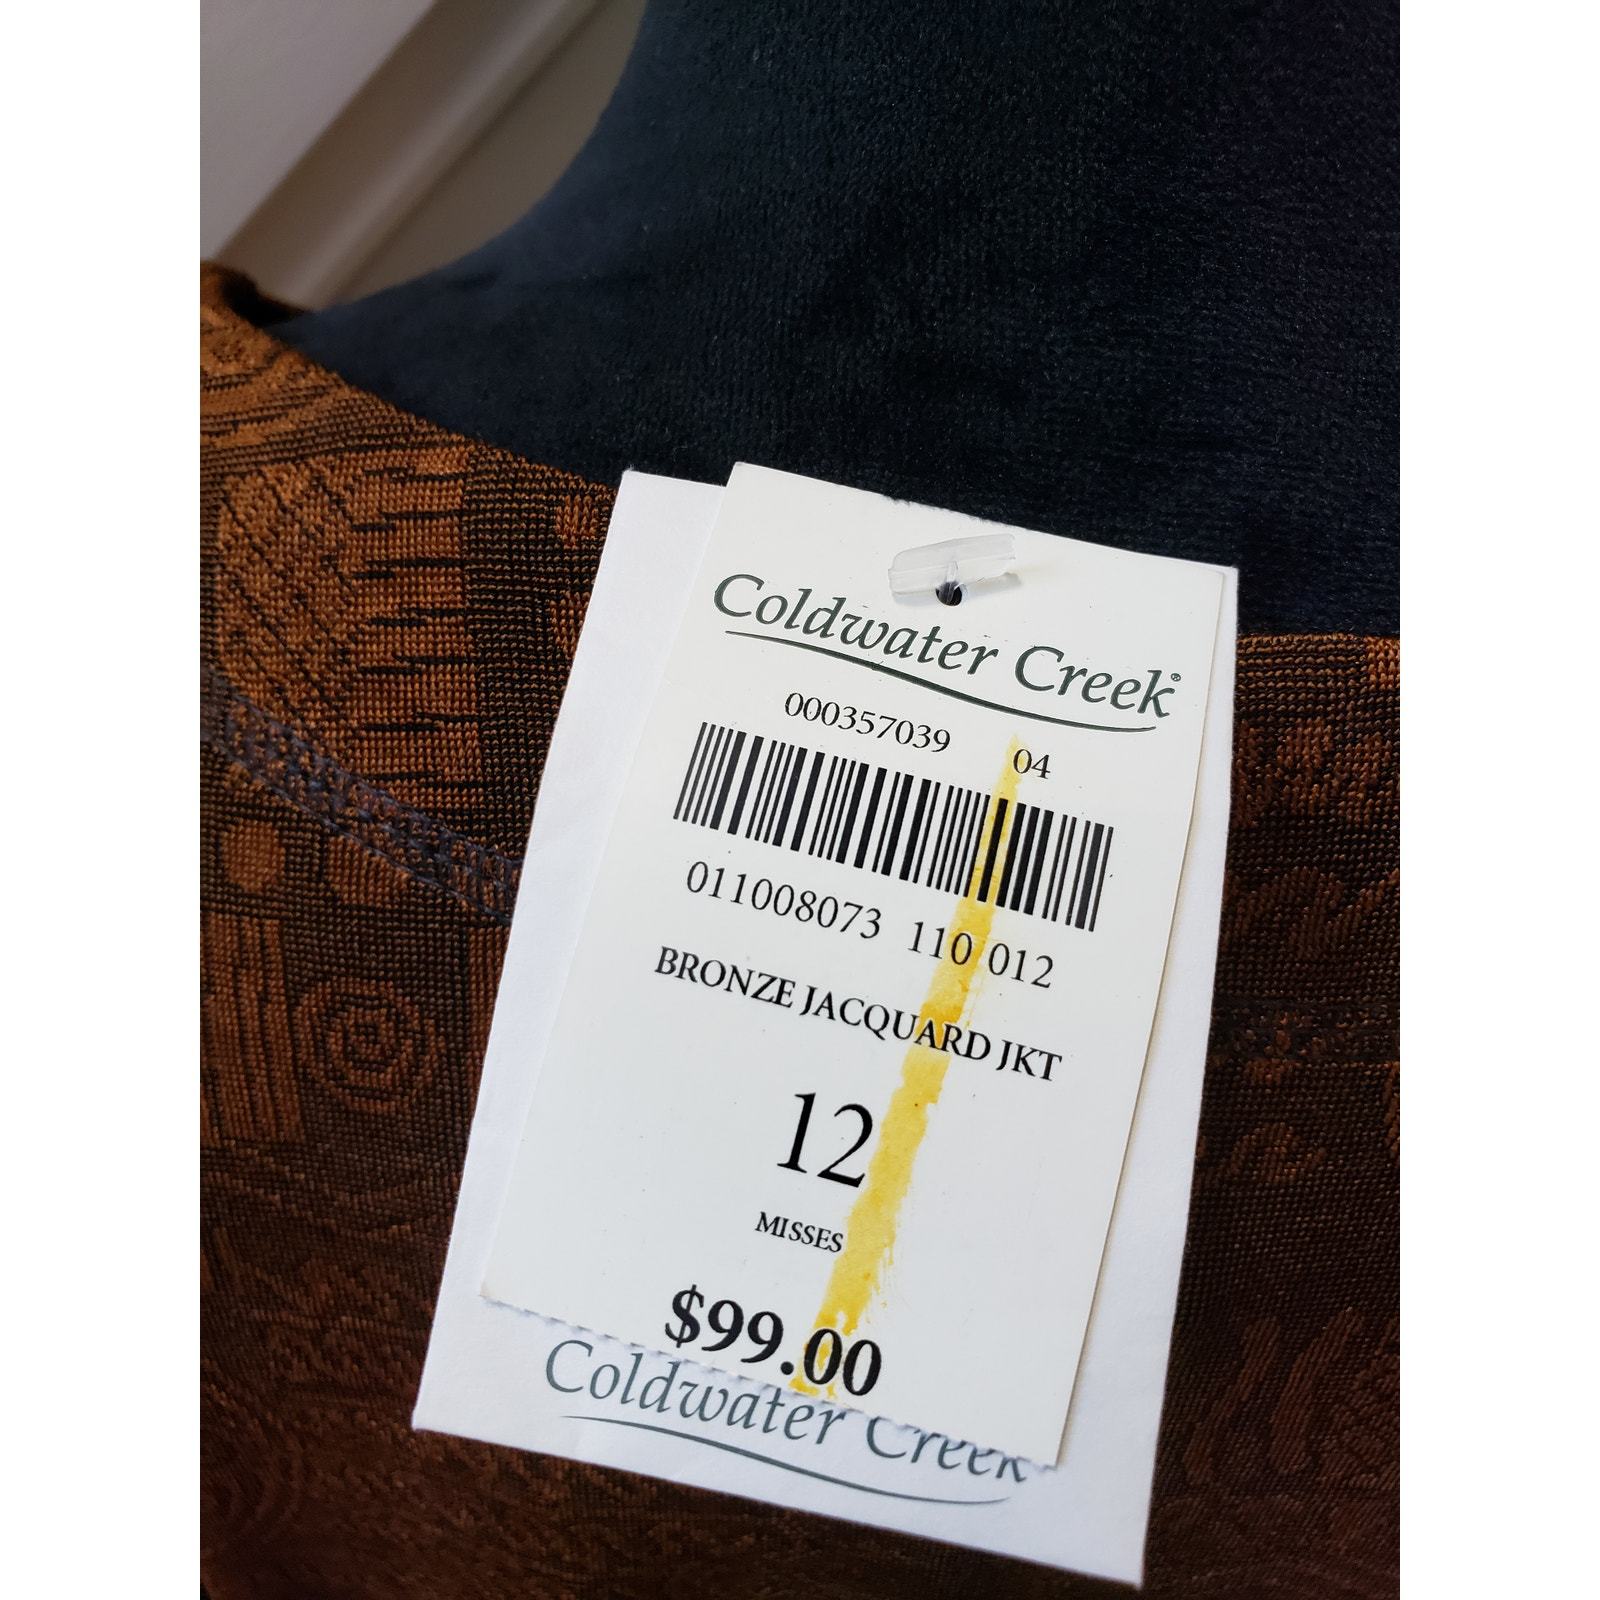 Coldwater Creek®
000357039 04
011008073 110 012
BRONZE JACQUARD JKT
12
MISSES
$99.00
Coldwater Creek